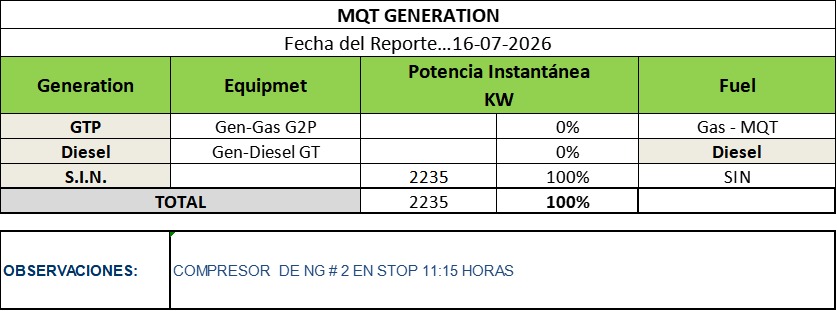 MQT GENERATION
Fecha del Reporte...16-07-2026
Generation Equipmet Potencia Instantánea KW Fuel
GTP Gen-Gas G2P 0% Gas - MQT
Diesel Gen-Diesel GT 0% Diesel
S.I.N. 2235 100% SIN
TOTAL 2235 100%
OBSERVACIONES: COMPRESOR DE NG # 2 EN STOP 11:15 HORAS